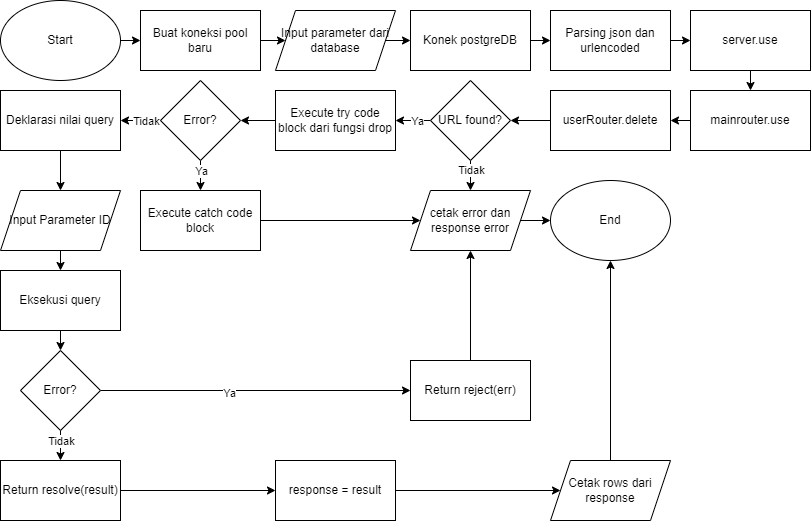 Start
Buat koneksi pool
baru
Input parameter dari
database
Konek postgreDB
Parsing json dan
urlencoded
server.use
Deklarasi nilai query
Tidak
Error?
Execute try code
block dari fungsi drop
Ya
URL found?
userRouter.delete
mainrouter.use
Ya
Tidak
Input Parameter ID
Execute catch code
block
cetak error dan
response error
End
Eksekusi query
Error?
Ya
Return reject(err)
Tidak
Return resolve(result)
response = result
Cetak rows dari
response